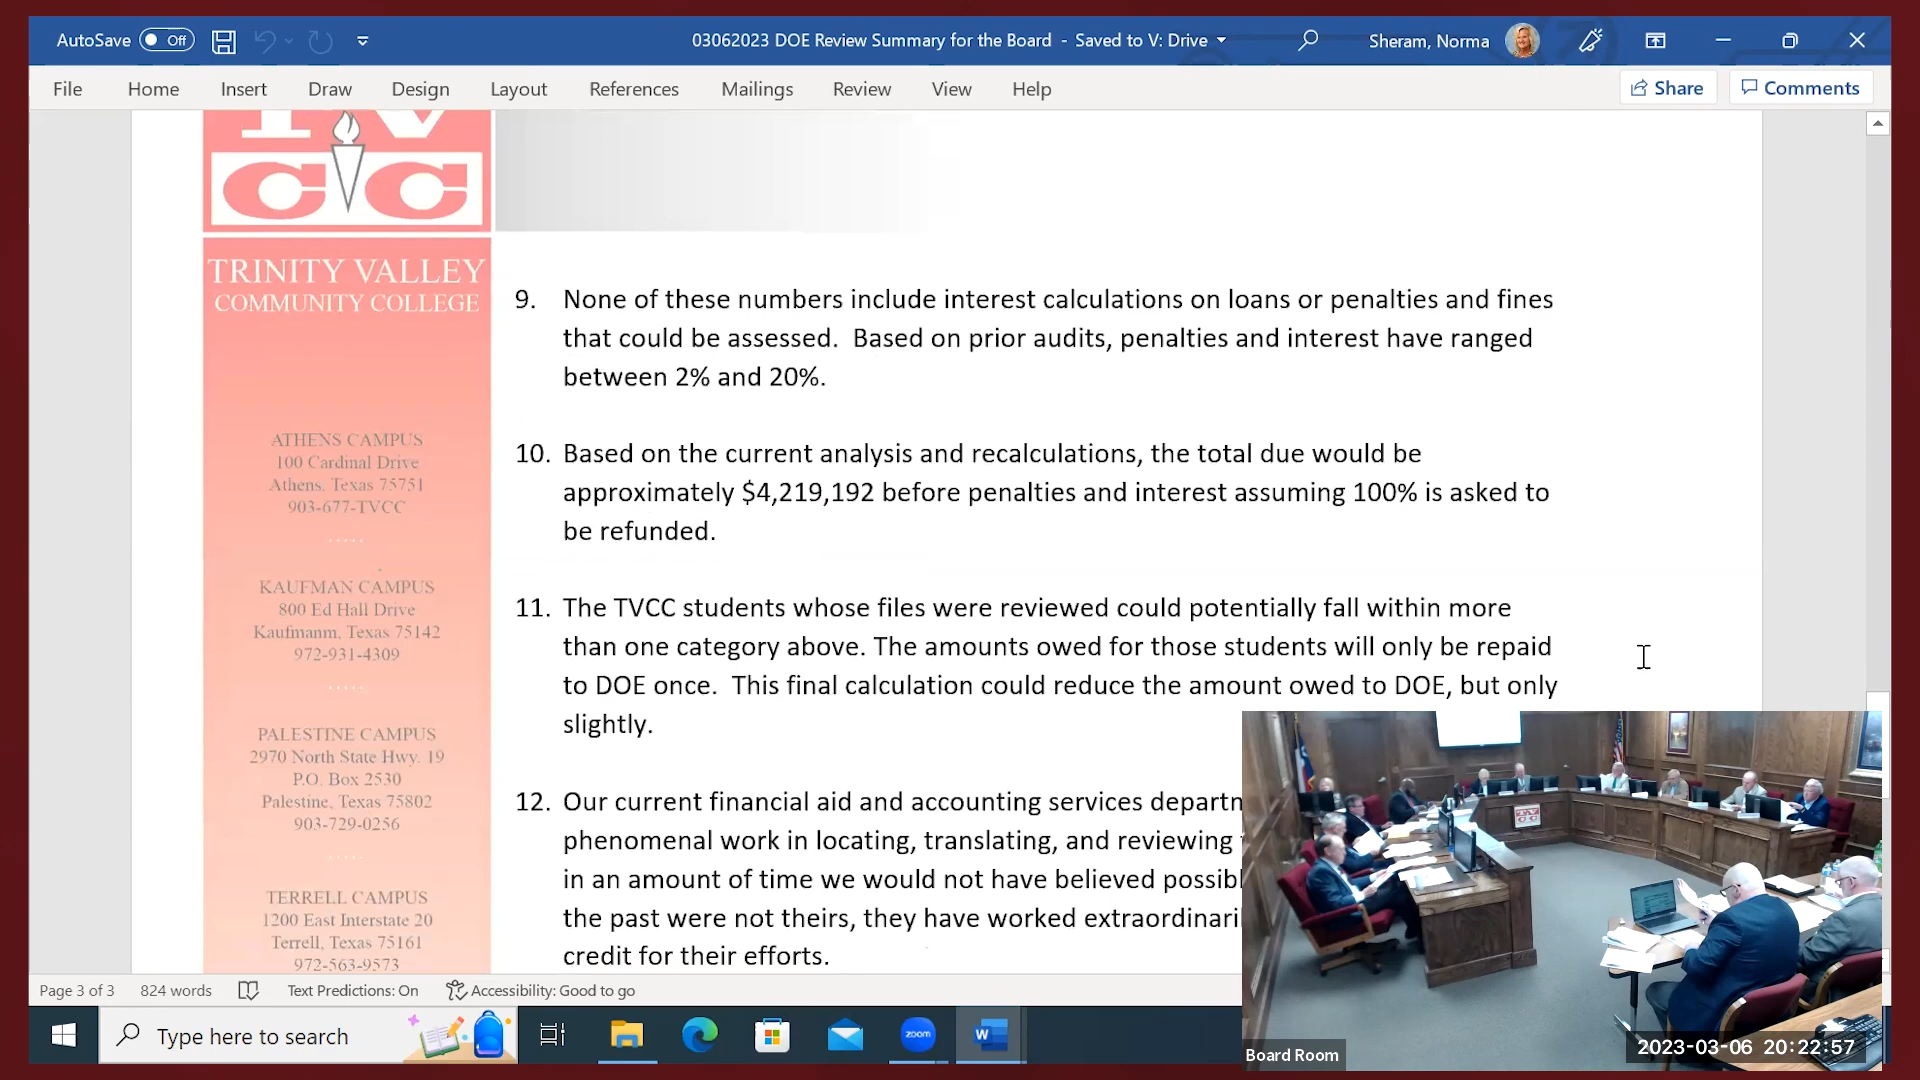 AutoSave Off 03062023 DOE Review Summary for the Board - Saved to V: Drive Sheram, Norma
File Home Insert Draw Design Layout References Mailings Review View Help Share Comments
TV
CC
TRINITY VALLEY
COMMUNITY COLLEGE
ATHENS CAMPUS
100 Cardinal Drive
Athens, Texas 75751
903-677-TVCC
.....
KAUFMAN CAMPUS
800 Ed Hall Drive
Kaufmanm, Texas 75142
972-931-4309
.....
PALESTINE CAMPUS
2970 North State Hwy. 19
P.O. Box 2530
Palestine, Texas 75802
903-729-0256
.....
TERRELL CAMPUS
1200 East Interstate 20
Terrell, Texas 75161
972-563-9573
9. None of these numbers include interest calculations on loans or penalties and fines
that could be assessed. Based on prior audits, penalties and interest have ranged
between 2% and 20%.
10. Based on the current analysis and recalculations, the total due would be
approximately $4,219,192 before penalties and interest assuming 100% is asked to
be refunded.
11. The TVCC students whose files were reviewed could potentially fall within more
than one category above. The amounts owed for those students will only be repaid
to DOE once. This final calculation could reduce the amount owed to DOE, but only
slightly.
12. Our current financial aid and accounting services departm
phenomenal work in locating, translating, and reviewing
in an amount of time we would not have believed possibl
the past were not theirs, they have worked extraordinaril
credit for their efforts.
Page 3 of 3 824 words Text Predictions: On Accessibility: Good to go
Type here to search
zoom
W
Board Room
2023-03-06 20:22:57